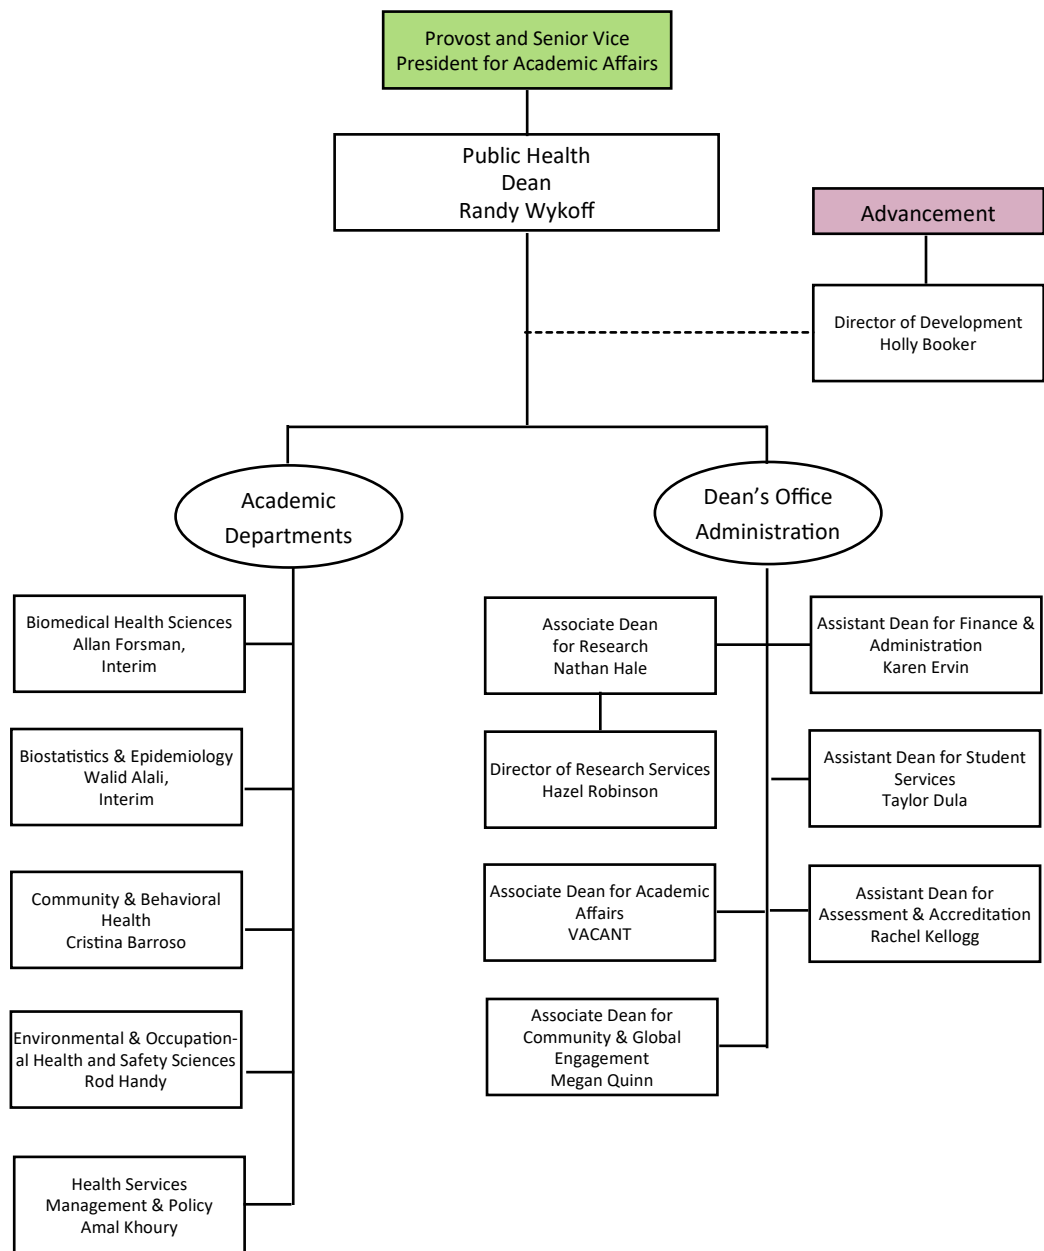 Provost and Senior Vice
President for Academic Affairs
Public Health
Dean
Randy Wykoff
Advancement
Director of Development
Holly Booker
Academic
Departments
Dean’s Office
Administration
Biomedical Health Sciences
Allan Forsman,
Interim
Biostatistics & Epidemiology
Walid Alali,
Interim
Community & Behavioral
Health
Cristina Barroso
Environmental & Occupation-
al Health and Safety Sciences
Rod Handy
Health Services
Management & Policy
Amal Khoury
Associate Dean
for Research
Nathan Hale
Director of Research Services
Hazel Robinson
Associate Dean for Academic
Affairs
VACANT
Associate Dean for
Community & Global
Engagement
Megan Quinn
Assistant Dean for Finance &
Administration
Karen Ervin
Assistant Dean for Student
Services
Taylor Dula
Assistant Dean for
Assessment & Accreditation
Rachel Kellogg